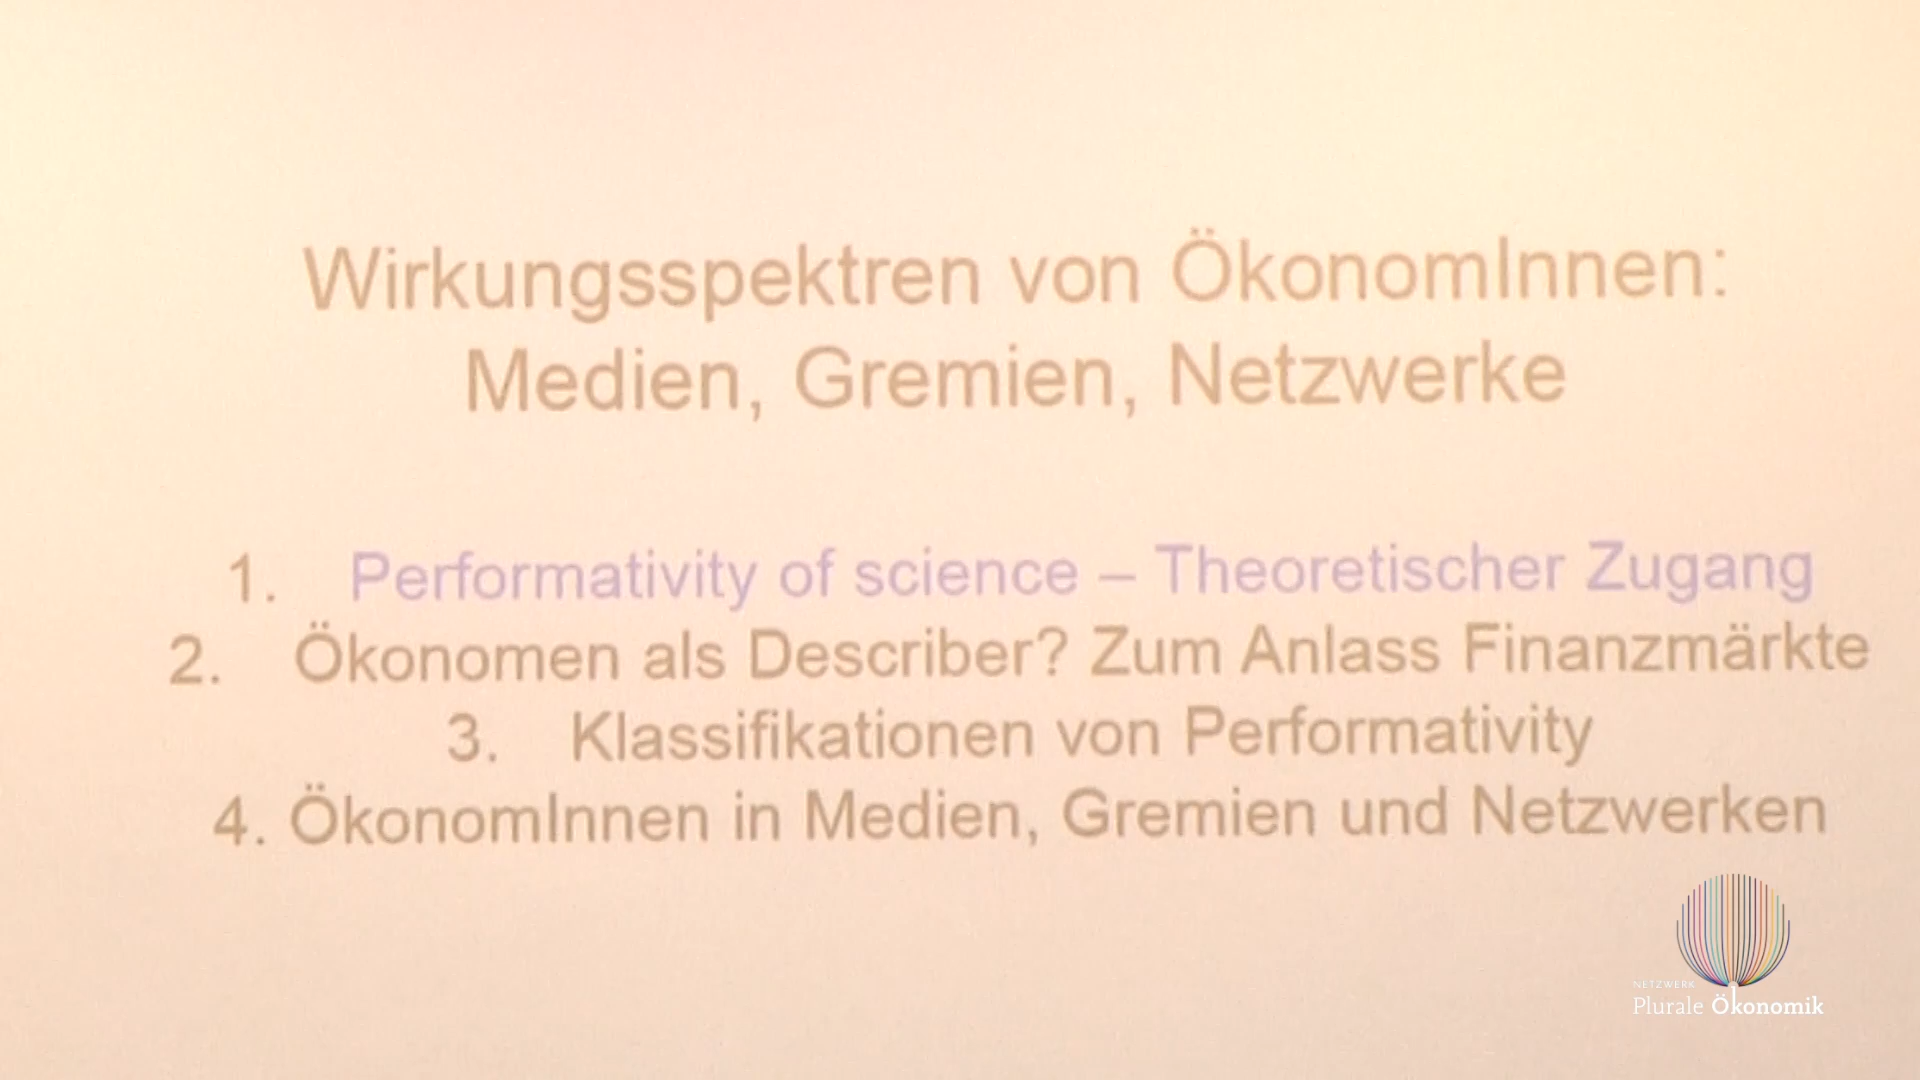 Wirkungsspektren von ÖkonomInnen:
Medien, Gremien, Netzwerke
1. Performativity of science – Theoretischer Zugang
2. Ökonomen als Describer? Zum Anlass Finanzmärkte
3. Klassifikationen von Performativity
4. ÖkonomInnen in Medien, Gremien und Netzwerken
NETZWERK
Plurale Ökonomik